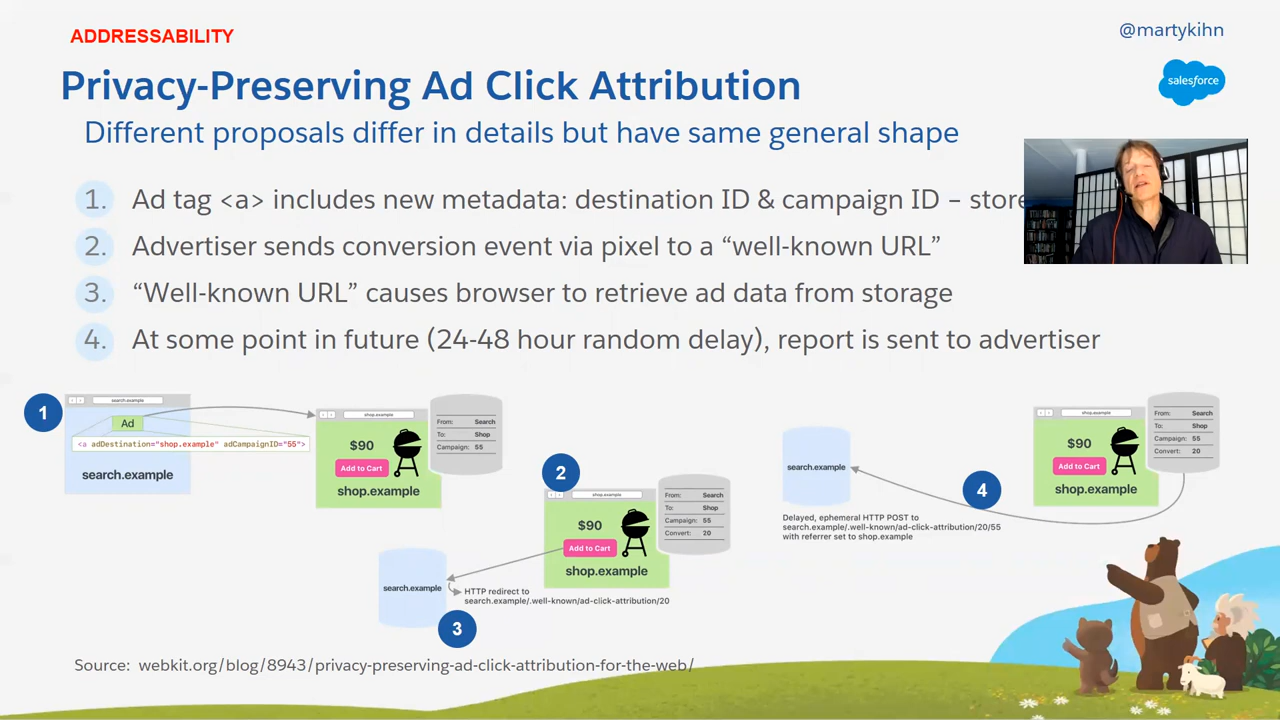 ADDRESSABILITY
@martykihn
Privacy-Preserving Ad Click Attribution
salesforce
Different proposals differ in details but have same general shape
1. Ad tag <a> includes new metadata: destination ID & campaign ID – store
2. Advertiser sends conversion event via pixel to a “well-known URL”
3. “Well-known URL” causes browser to retrieve ad data from storage
4. At some point in future (24-48 hour random delay), report is sent to advertiser
1
search.example
Ad
<a adDestination="shop.example" adCampaignID="55">
search.example
shop.example
$90
Add to Cart
shop.example
From: Search
To: Shop
Campaign: 55
2
shop.example
$90
Add to Cart
shop.example
From: Search
To: Shop
Campaign: 55
Convert: 20
search.example
HTTP redirect to
search.example/.well-known/ad-click-attribution/20
3
search.example
4
shop.example
$90
Add to Cart
shop.example
From: Search
To: Shop
Campaign: 55
Convert: 20
Delayed, ephemeral HTTP POST to
search.example/.well-known/ad-click-attribution/20/55
with referrer set to shop.example
Source: webkit.org/blog/8943/privacy-preserving-ad-click-attribution-for-the-web/